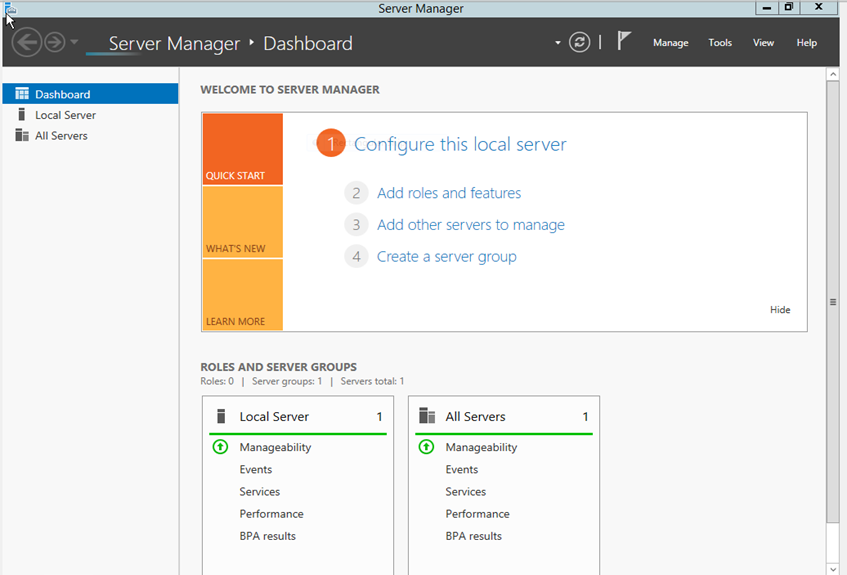 Server Manager
Server Manager ‣ Dashboard
Manage Tools View Help
Dashboard
Local Server
All Servers
WELCOME TO SERVER MANAGER
QUICK START
WHAT'S NEW
LEARN MORE
1 Configure this local server
2 Add roles and features
3 Add other servers to manage
4 Create a server group
Hide
ROLES AND SERVER GROUPS
Roles: 0 | Server groups: 1 | Servers total: 1
Local Server 1
Manageability
Events
Services
Performance
BPA results
All Servers 1
Manageability
Events
Services
Performance
BPA results